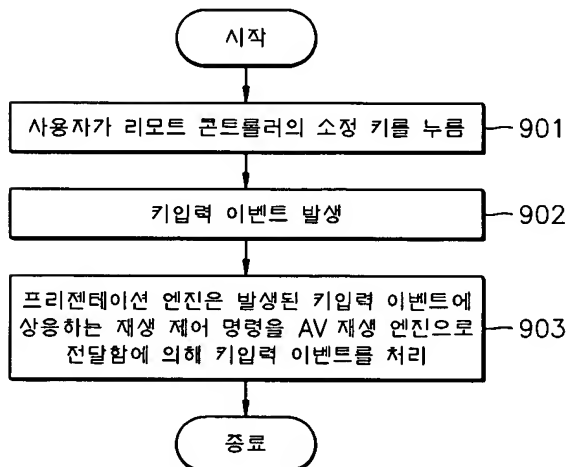 시작
사용자가 리모트 콘트롤러의 소정 키를 누름
901
키입력 이벤트 발생
902
프리젠테이션 엔진은 발생된 키입력 이벤트에
상응하는 재생 제어 명령을 AV 재생 엔진으로
전달함에 의해 키입력 이벤트를 처리
903
종료